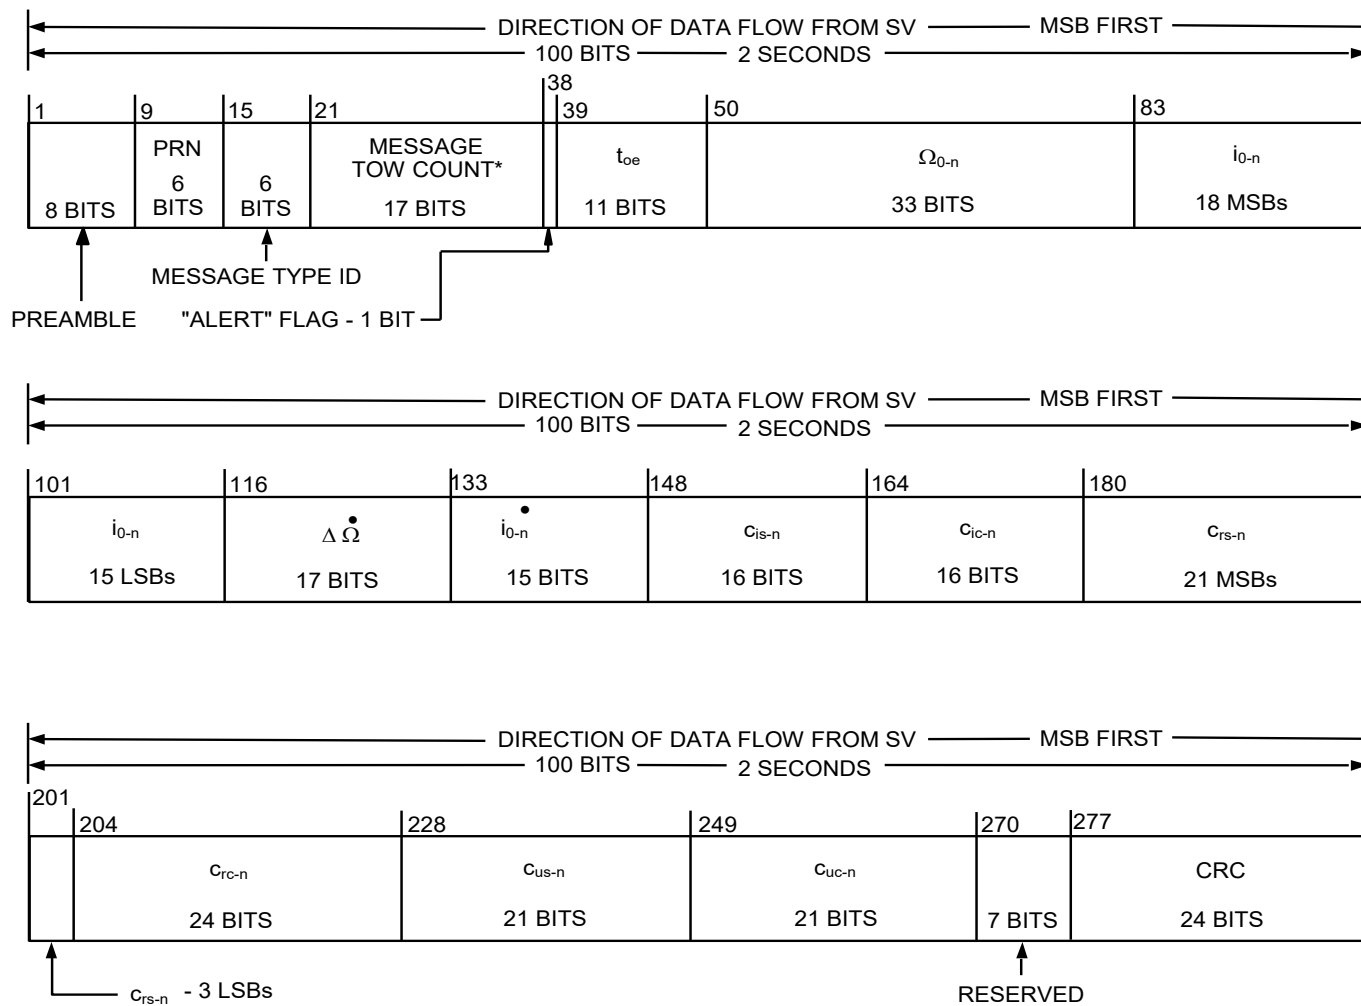 DIRECTION OF DATA FLOW FROM SV MSB FIRST
100 BITS 2 SECONDS
1 9 15 21 38 39 50 83
PRN MESSAGE TOW COUNT* t_oe Ω_0-n i_0-n
8 BITS 6 BITS 6 BITS 17 BITS 11 BITS 33 BITS 18 MSBs
MESSAGE TYPE ID
PREAMBLE "ALERT" FLAG - 1 BIT
DIRECTION OF DATA FLOW FROM SV MSB FIRST
100 BITS 2 SECONDS
101 116 133 148 164 180
i_0-n Δ Ω̇ i̇_0-n c_is-n c_ic-n c_rs-n
15 LSBs 17 BITS 15 BITS 16 BITS 16 BITS 21 MSBs
DIRECTION OF DATA FLOW FROM SV MSB FIRST
100 BITS 2 SECONDS
201 204 228 249 270 277
c_rc-n c_us-n c_uc-n CRC
24 BITS 21 BITS 21 BITS 7 BITS 24 BITS
c_rs-n - 3 LSBs RESERVED